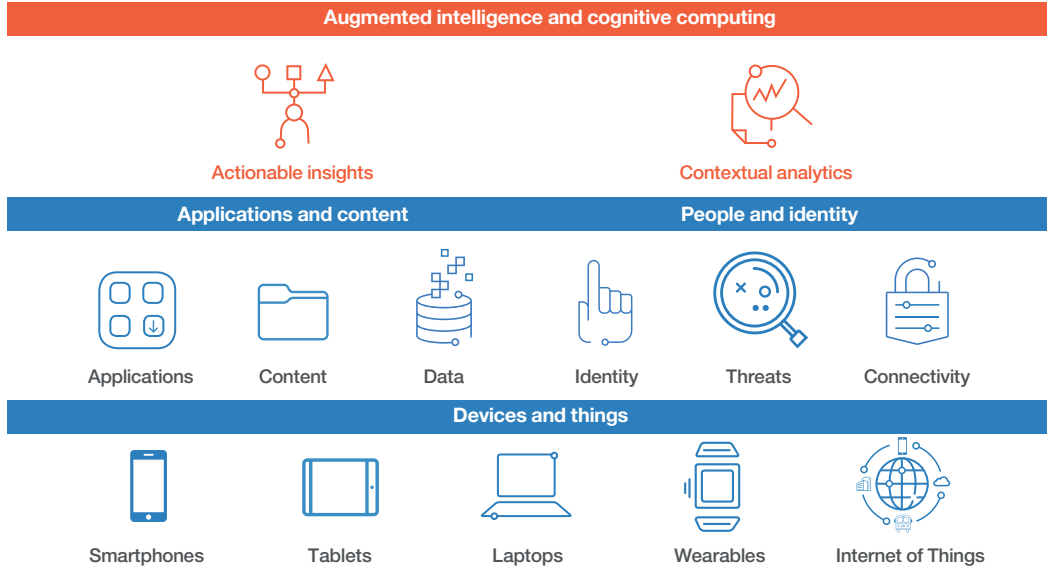 Augmented intelligence and cognitive computing
Actionable insights
Contextual analytics
Applications and content
People and identity
Applications
Content
Data
Identity
Threats
Connectivity
Devices and things
Smartphones
Tablets
Laptops
Wearables
Internet of Things